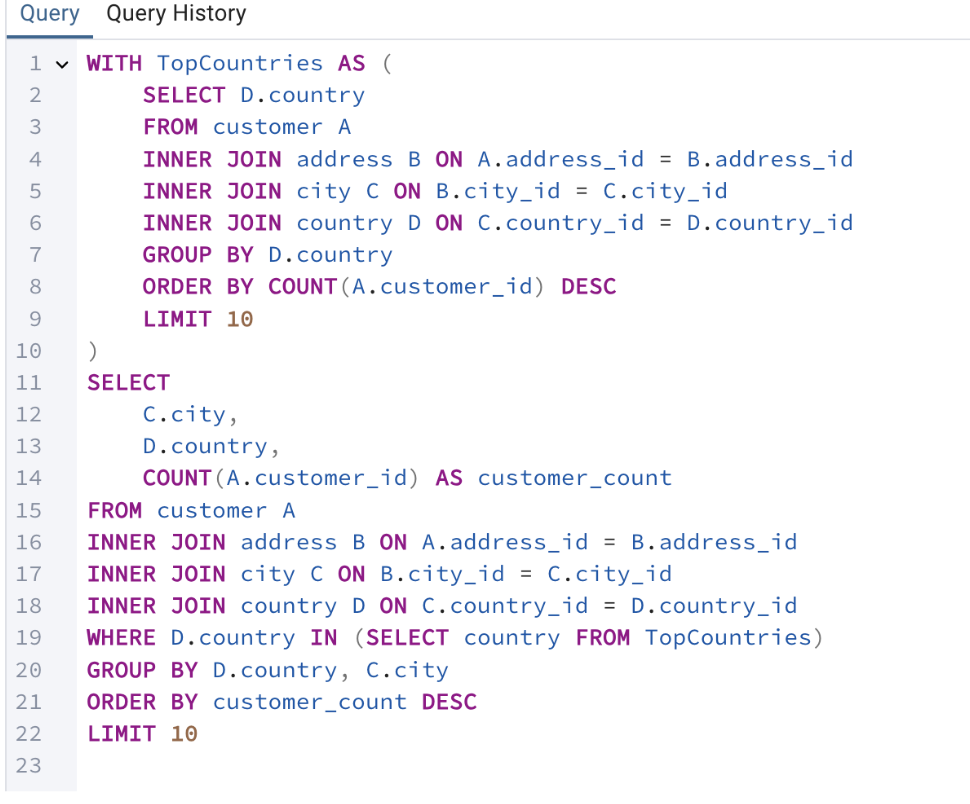 Query Query History
1 WITH TopCountries AS (
2 SELECT D.country
3 FROM customer A
4 INNER JOIN address B ON A.address_id = B.address_id
5 INNER JOIN city C ON B.city_id = C.city_id
6 INNER JOIN country D ON C.country_id = D.country_id
7 GROUP BY D.country
8 ORDER BY COUNT(A.customer_id) DESC
9 LIMIT 10
10 )
11 SELECT
12 C.city,
13 D.country,
14 COUNT(A.customer_id) AS customer_count
15 FROM customer A
16 INNER JOIN address B ON A.address_id = B.address_id
17 INNER JOIN city C ON B.city_id = C.city_id
18 INNER JOIN country D ON C.country_id = D.country_id
19 WHERE D.country IN (SELECT country FROM TopCountries)
20 GROUP BY D.country, C.city
21 ORDER BY customer_count DESC
22 LIMIT 10
23